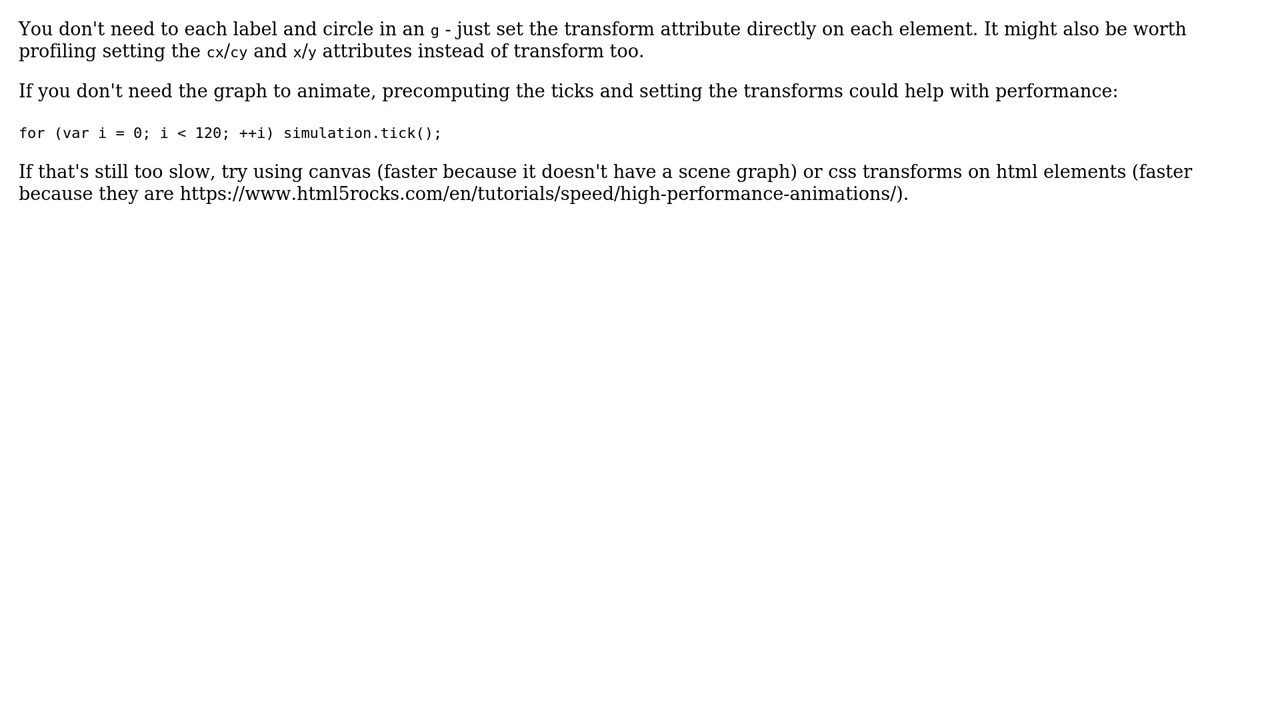 You don't need to each label and circle in an g - just set the transform attribute directly on each element. It might also be worth
profiling setting the cx/cy and x/y attributes instead of transform too.
If you don't need the graph to animate, precomputing the ticks and setting the transforms could help with performance:
for (var i = 0; i < 120; ++i) simulation.tick();
If that's still too slow, try using canvas (faster because it doesn't have a scene graph) or css transforms on html elements (faster
because they are https://www.html5rocks.com/en/tutorials/speed/high-performance-animations/).